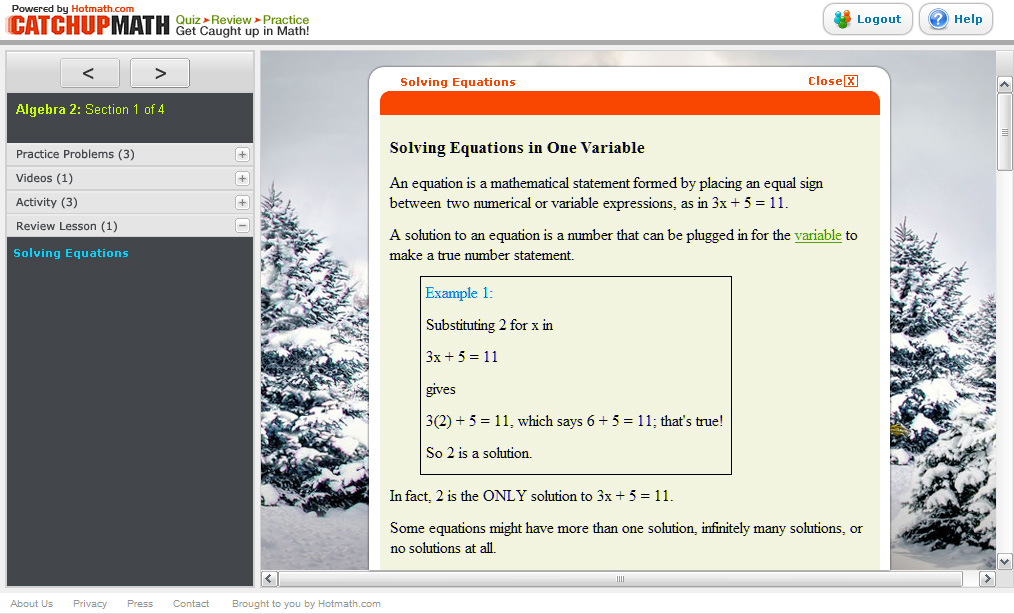 Powered by Hotmath.com
CATCHUPMATH
Quiz ➤ Review ➤ Practice
Get Caught up in Math!
Logout
? Help
< >
Algebra 2: Section 1 of 4
Practice Problems (3) +
Videos (1) +
Activity (3) +
Review Lesson (1) −
Solving Equations
Solving Equations
Close X
Solving Equations in One Variable
An equation is a mathematical statement formed by placing an equal sign
between two numerical or variable expressions, as in 3x + 5 = 11.
A solution to an equation is a number that can be plugged in for the variable to
make a true number statement.
Example 1:
Substituting 2 for x in
3x + 5 = 11
gives
3(2) + 5 = 11, which says 6 + 5 = 11; that's true!
So 2 is a solution.
In fact, 2 is the ONLY solution to 3x + 5 = 11.
Some equations might have more than one solution, infinitely many solutions, or
no solutions at all.
About Us Privacy Press Contact Brought to you by Hotmath.com